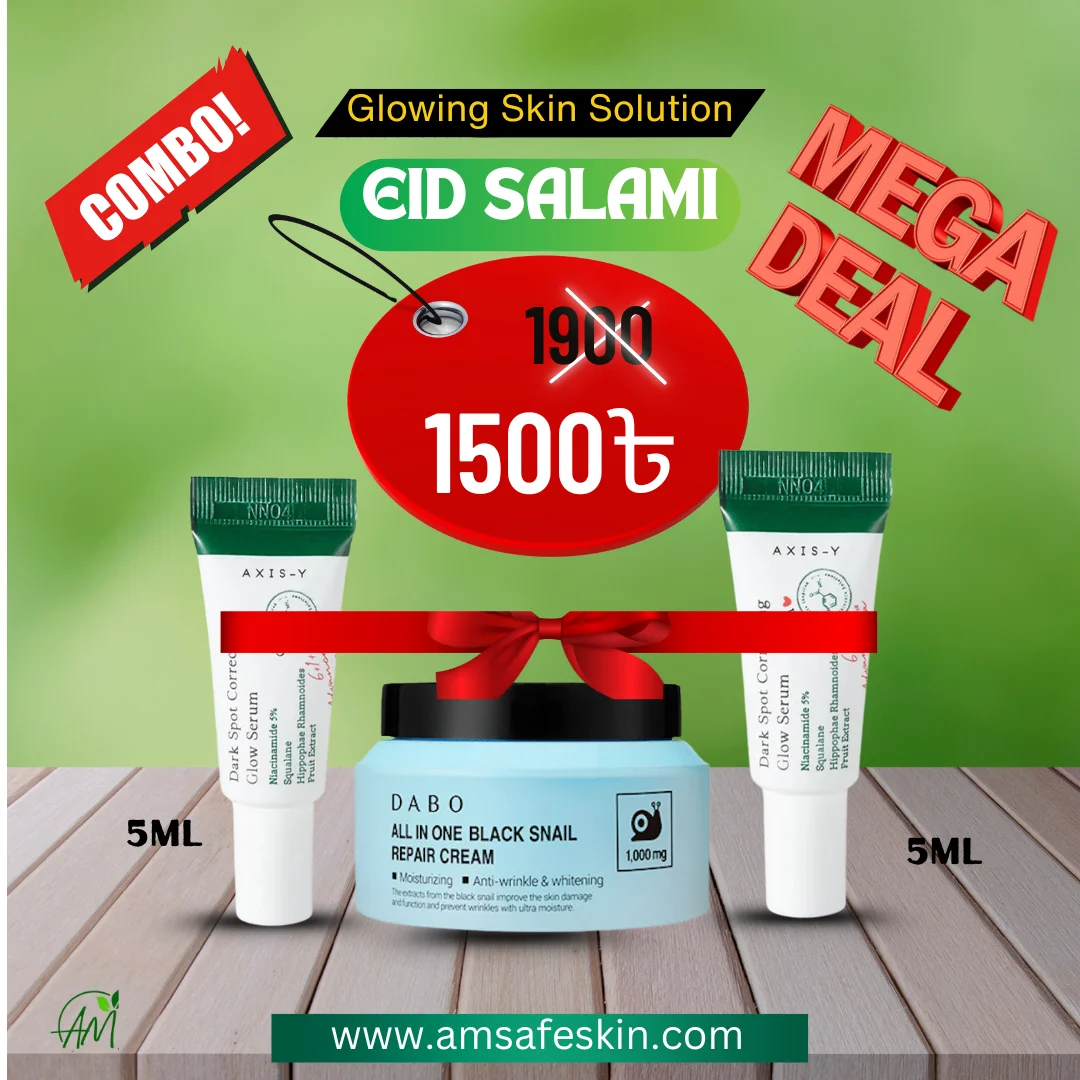 COMBO!
Glowing Skin Solution
EID SALAMI
MEGA
DEAL
1900
1500৳
NN04
AXIS-Y
Dark Spot Correc
Glow Serum
Niacinamide 5%
Squalane
Hippophae Rhamnoides
Fruit Extract
5ML
NN04
AXIS-Y
Dark Spot Cor
Glow Serum
Niacinamide 5%
Squalane
Hippophae Rhamnoides
Fruit Extract
5ML
DABO
ALL IN ONE BLACK SNAIL
REPAIR CREAM
■ Moisturizing ■ Anti-wrinkle & whitening
The extracts from the black snail improve the skin damage
and function and prevent wrinkles with ultra moisture.
1,000 mg
AM
www.amsafeskin.com